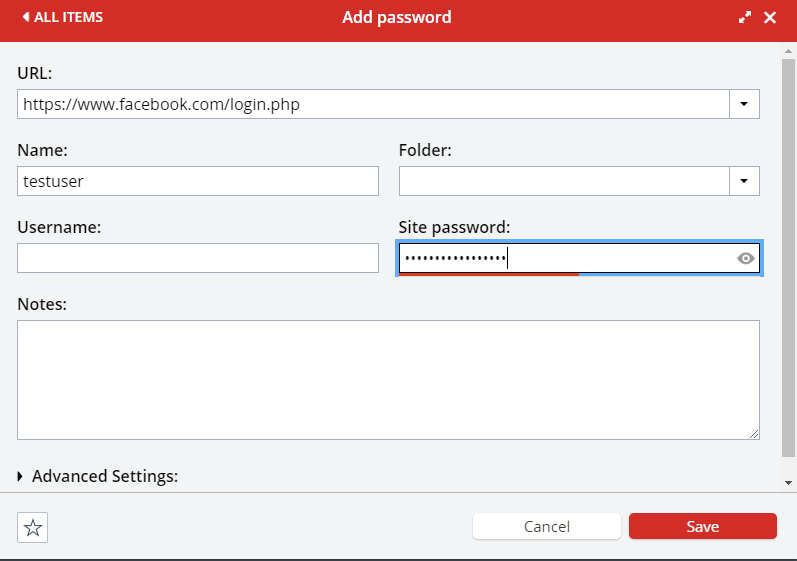 ALL ITEMS
Add password
URL:
https://www.facebook.com/login.php
Name:
Folder:
testuser
Username:
Site password:
•••••••••••••••••
Notes:
Advanced Settings:
Cancel
Save